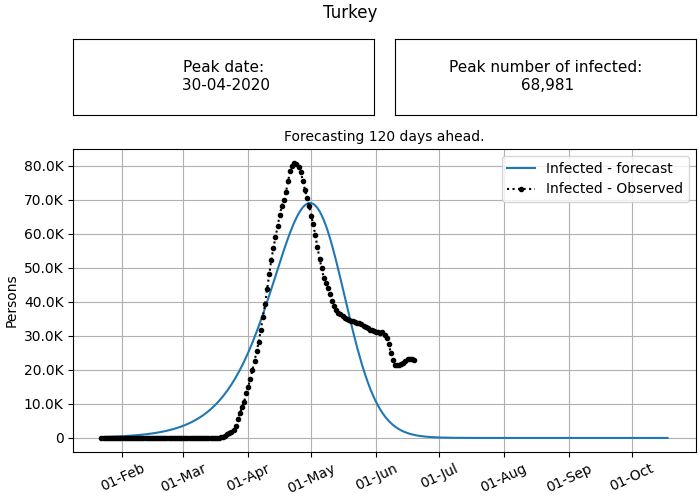 Turkey
Peak date:
30-04-2020
Peak number of infected:
68,981
Forecasting 120 days ahead.
Infected - forecast
Infected - Observed
Persons
80.0K
70.0K
60.0K
50.0K
40.0K
30.0K
20.0K
10.0K
0
01-Feb
01-Mar
01-Apr
01-May
01-Jun
01-Jul
01-Aug
01-Sep
01-Oct